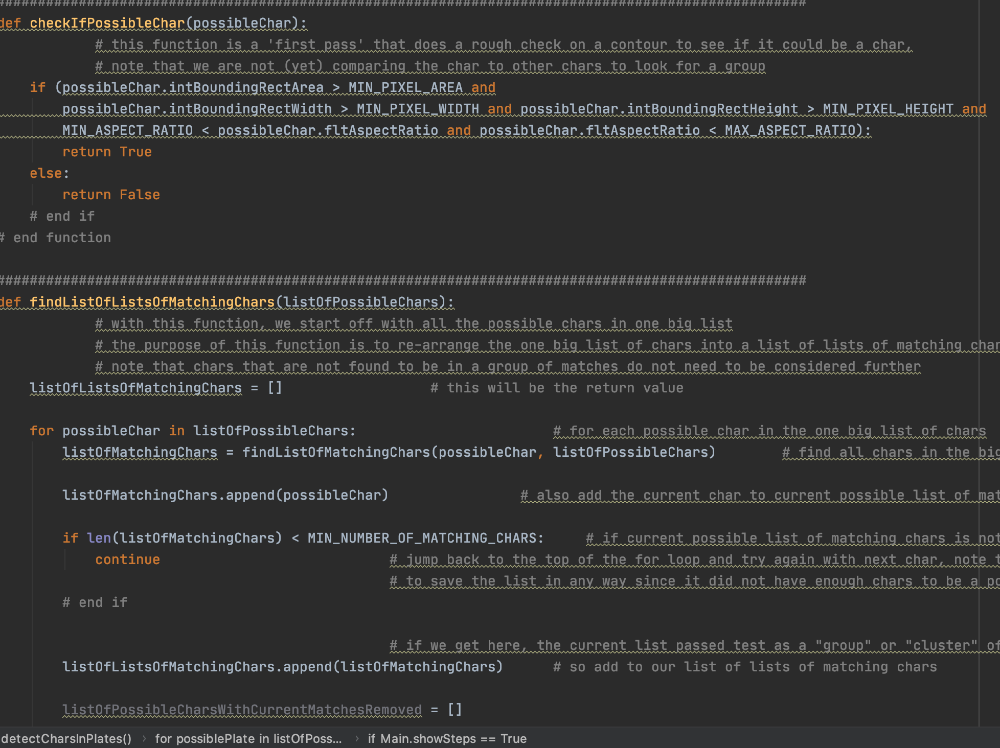 ###################################################################################################
def checkIfPossibleChar(possibleChar):
# this function is a 'first pass' that does a rough check on a contour to see if it could be a char,
# note that we are not (yet) comparing the char to other chars to look for a group
if (possibleChar.intBoundingRectArea > MIN_PIXEL_AREA and
possibleChar.intBoundingRectWidth > MIN_PIXEL_WIDTH and possibleChar.intBoundingRectHeight > MIN_PIXEL_HEIGHT and
MIN_ASPECT_RATIO < possibleChar.fltAspectRatio and possibleChar.fltAspectRatio < MAX_ASPECT_RATIO):
return True
else:
return False
# end if
# end function
###################################################################################################
def findListOfListsOfMatchingChars(listOfPossibleChars):
# with this function, we start off with all the possible chars in one big list
# the purpose of this function is to re-arrange the one big list of chars into a list of lists of matching char
# note that chars that are not found to be in a group of matches do not need to be considered further
listOfListsOfMatchingChars = [] # this will be the return value
for possibleChar in listOfPossibleChars: # for each possible char in the one big list of chars
listOfMatchingChars = findListOfMatchingChars(possibleChar, listOfPossibleChars) # find all chars in the big
listOfMatchingChars.append(possibleChar) # also add the current char to current possible list of mat
if len(listOfMatchingChars) < MIN_NUMBER_OF_MATCHING_CHARS: # if current possible list of matching chars is not
continue # jump back to the top of the for loop and try again with next char, note t
# to save the list in any way since it did not have enough chars to be a po
# end if
# if we get here, the current list passed test as a "group" or "cluster" of
listOfListsOfMatchingChars.append(listOfMatchingChars) # so add to our list of lists of matching chars
listOfPossibleCharsWithCurrentMatchesRemoved = []
detectCharsInPlates() › for possiblePlate in listOfPoss... › if Main.showSteps == True